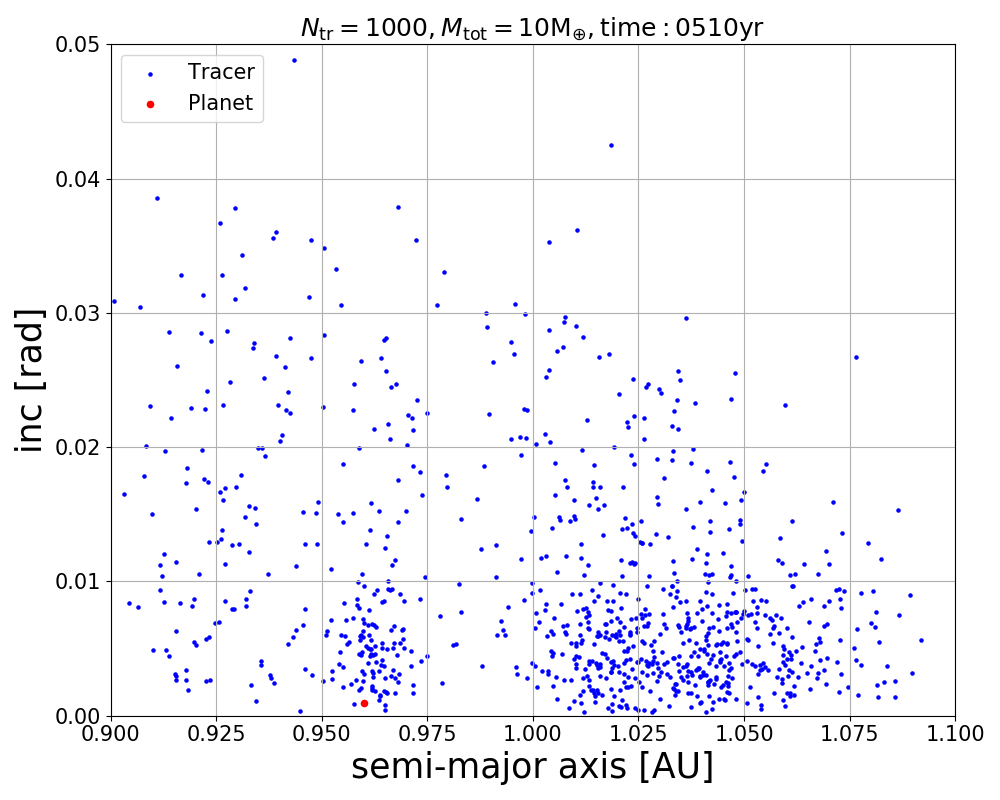 N_tr = 1000, M_tot = 10M_⊕, time : 0510yr
0.05
Tracer
Planet
0.04
0.03
inc [rad]
0.02
0.01
0.00
0.900 0.925 0.950 0.975 1.000 1.025 1.050 1.075 1.100
semi-major axis [AU]